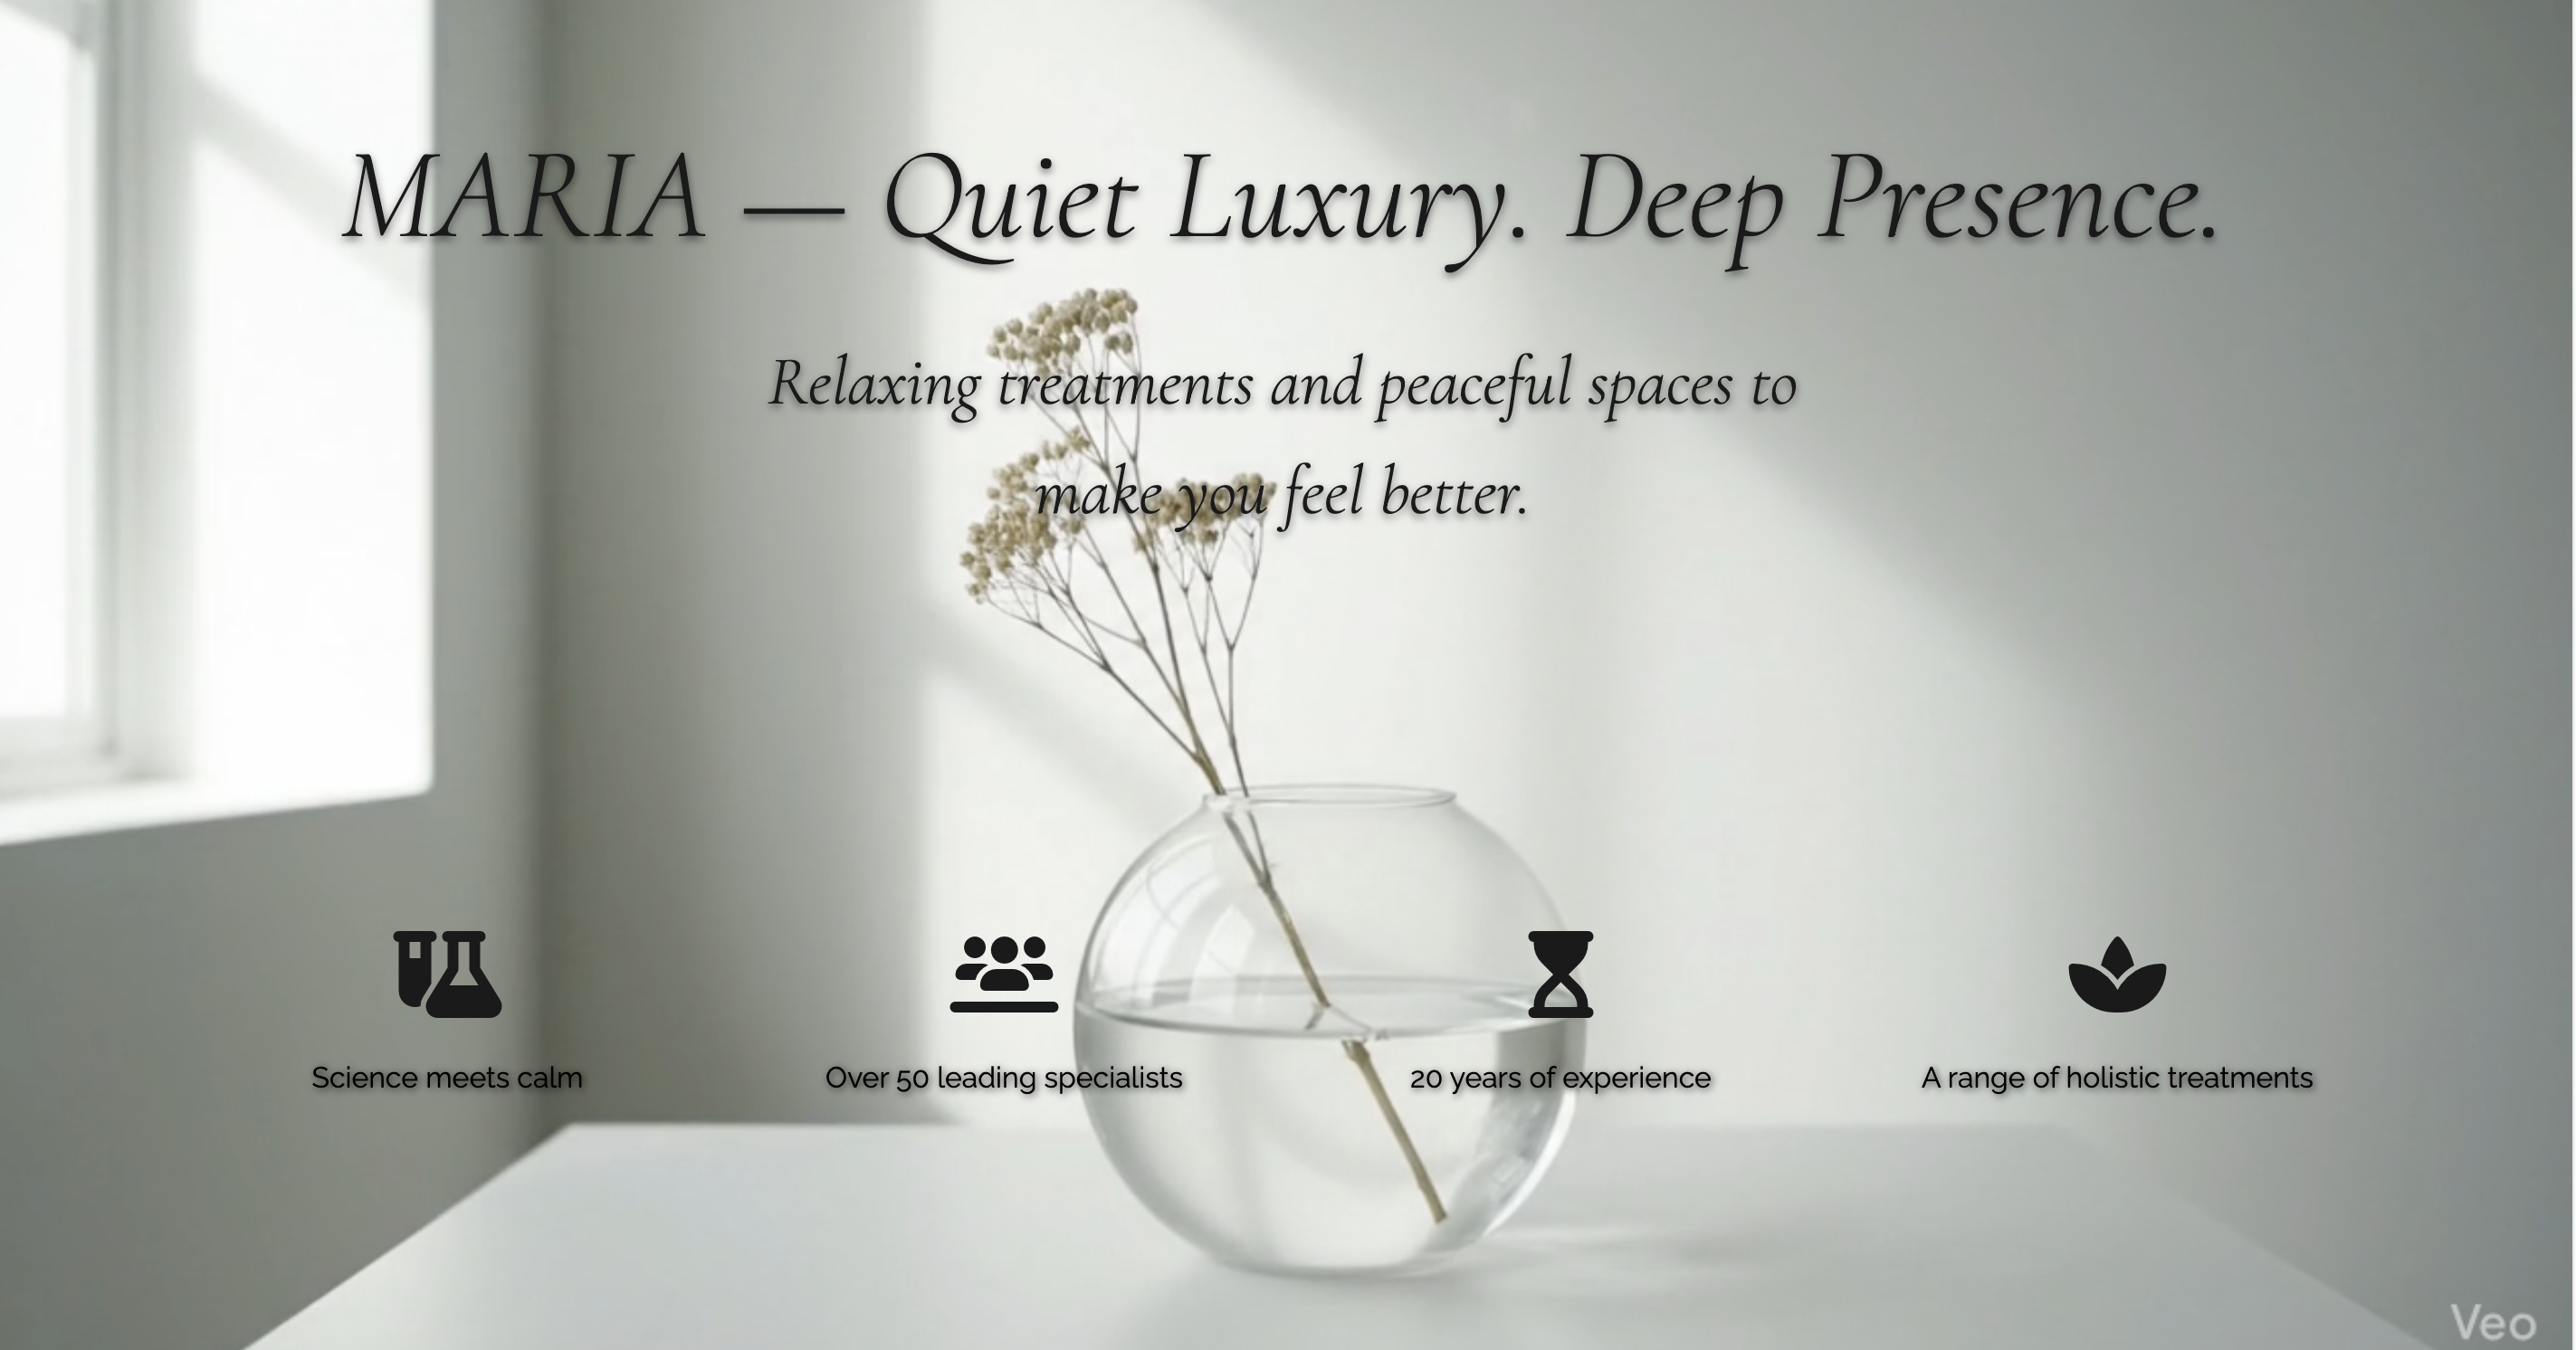 MARIA — Quiet Luxury. Deep Presence.
Relaxing treatments and peaceful spaces to
make you feel better.
Science meets calm
Over 50 leading specialists
20 years of experience
A range of holistic treatments
Veo